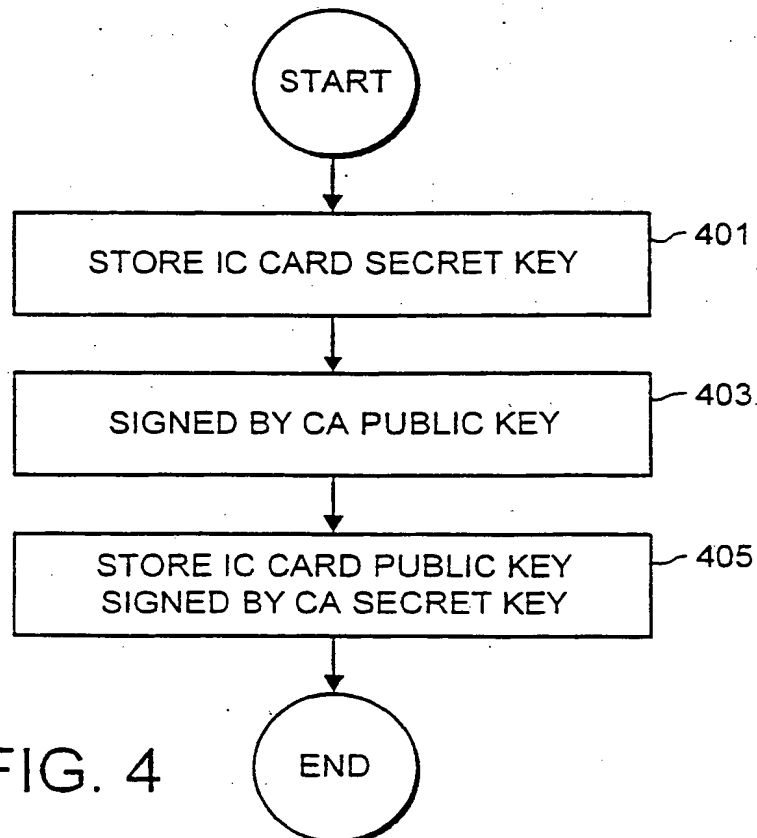 START
STORE IC CARD SECRET KEY
401
SIGNED BY CA PUBLIC KEY
403
STORE IC CARD PUBLIC KEY
SIGNED BY CA SECRET KEY
405
END
FIG. 4